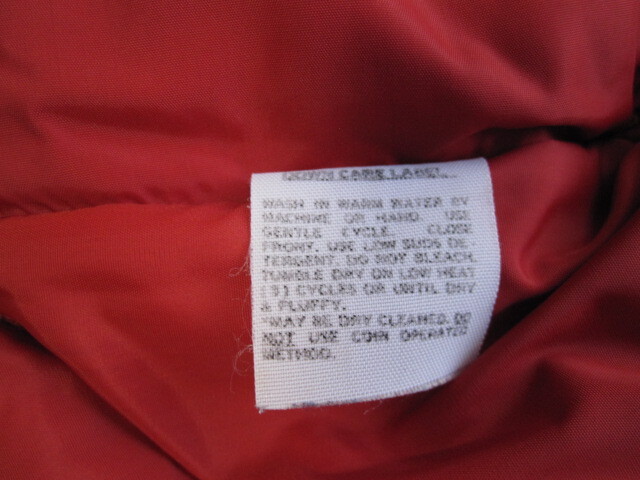 DOWN CARE LABEL
WASH IN WARM WATER BY
MACHINE OR HAND. USE
GENTLE CYCLE. CLOSE
FRONT. USE LOW SUDS DE-
TERGENT. DO NOT BLEACH.
TUMBLE DRY ON LOW HEAT
(3) CYCLES OR UNTIL DRY
& FLUFFY.
*MAY BE DRY CLEANED. DO
NOT USE COIN OPERATED
METHOD.